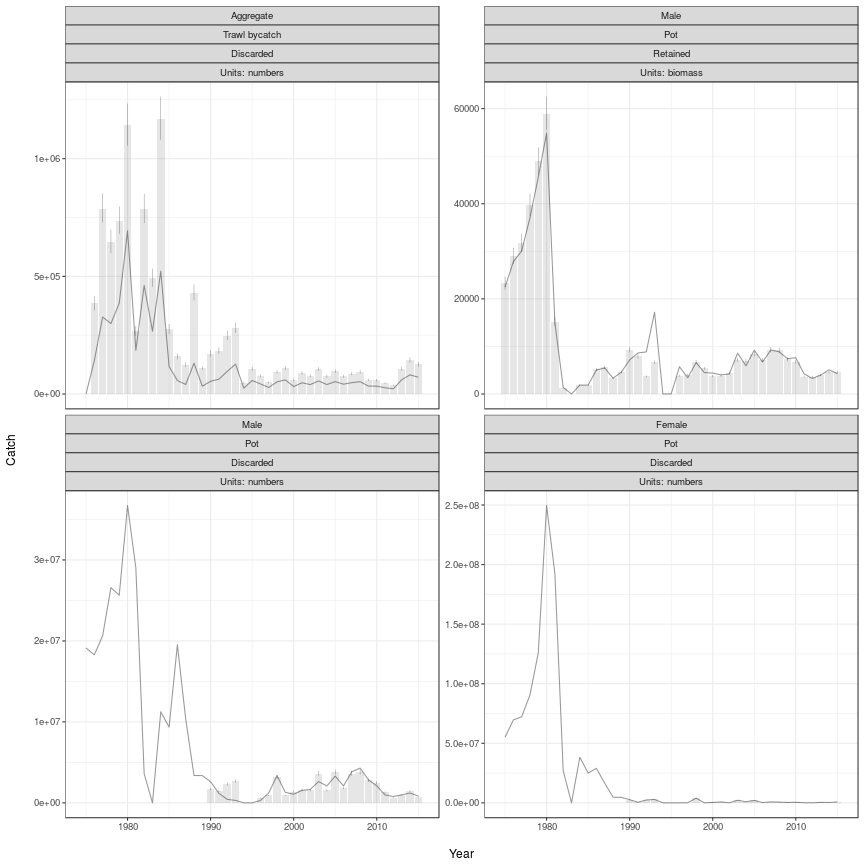 Aggregate
Trawl bycatch
Discarded
Units: numbers
Male
Pot
Retained
Units: biomass
1e+06
5e+05
0e+00
60000
40000
20000
0
Male
Pot
Discarded
Units: numbers
Female
Pot
Discarded
Units: numbers
3e+07
2e+07
1e+07
0e+00
2.5e+08
2.0e+08
1.5e+08
1.0e+08
5.0e+07
0.0e+00
1980 1990 2000 2010
1980 1990 2000 2010
Catch
Year